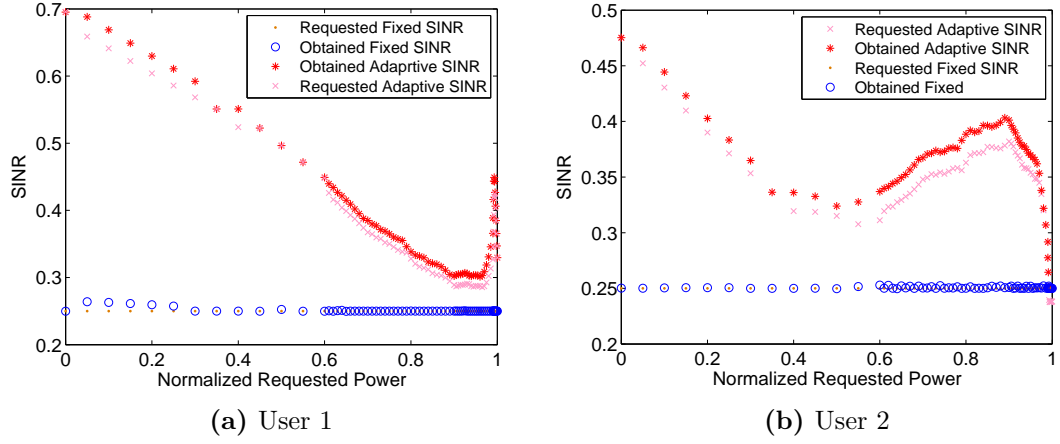 0.7
0.6
0.5
0.4
0.3
0.2
SINR
0 0.2 0.4 0.6 0.8 1
Normalized Requested Power
Requested Fixed SINR
Obtained Fixed SINR
Obtained Adaprtive SINR
Requested Adaptive SINR
(a) User 1
0.5
0.45
0.4
0.35
0.3
0.25
0.2
SINR
0 0.2 0.4 0.6 0.8 1
Normalized Requested Power
Requested Adaptive SINR
Obtained Adaptive SINR
Requested Fixed SINR
Obtained Fixed
(b) User 2